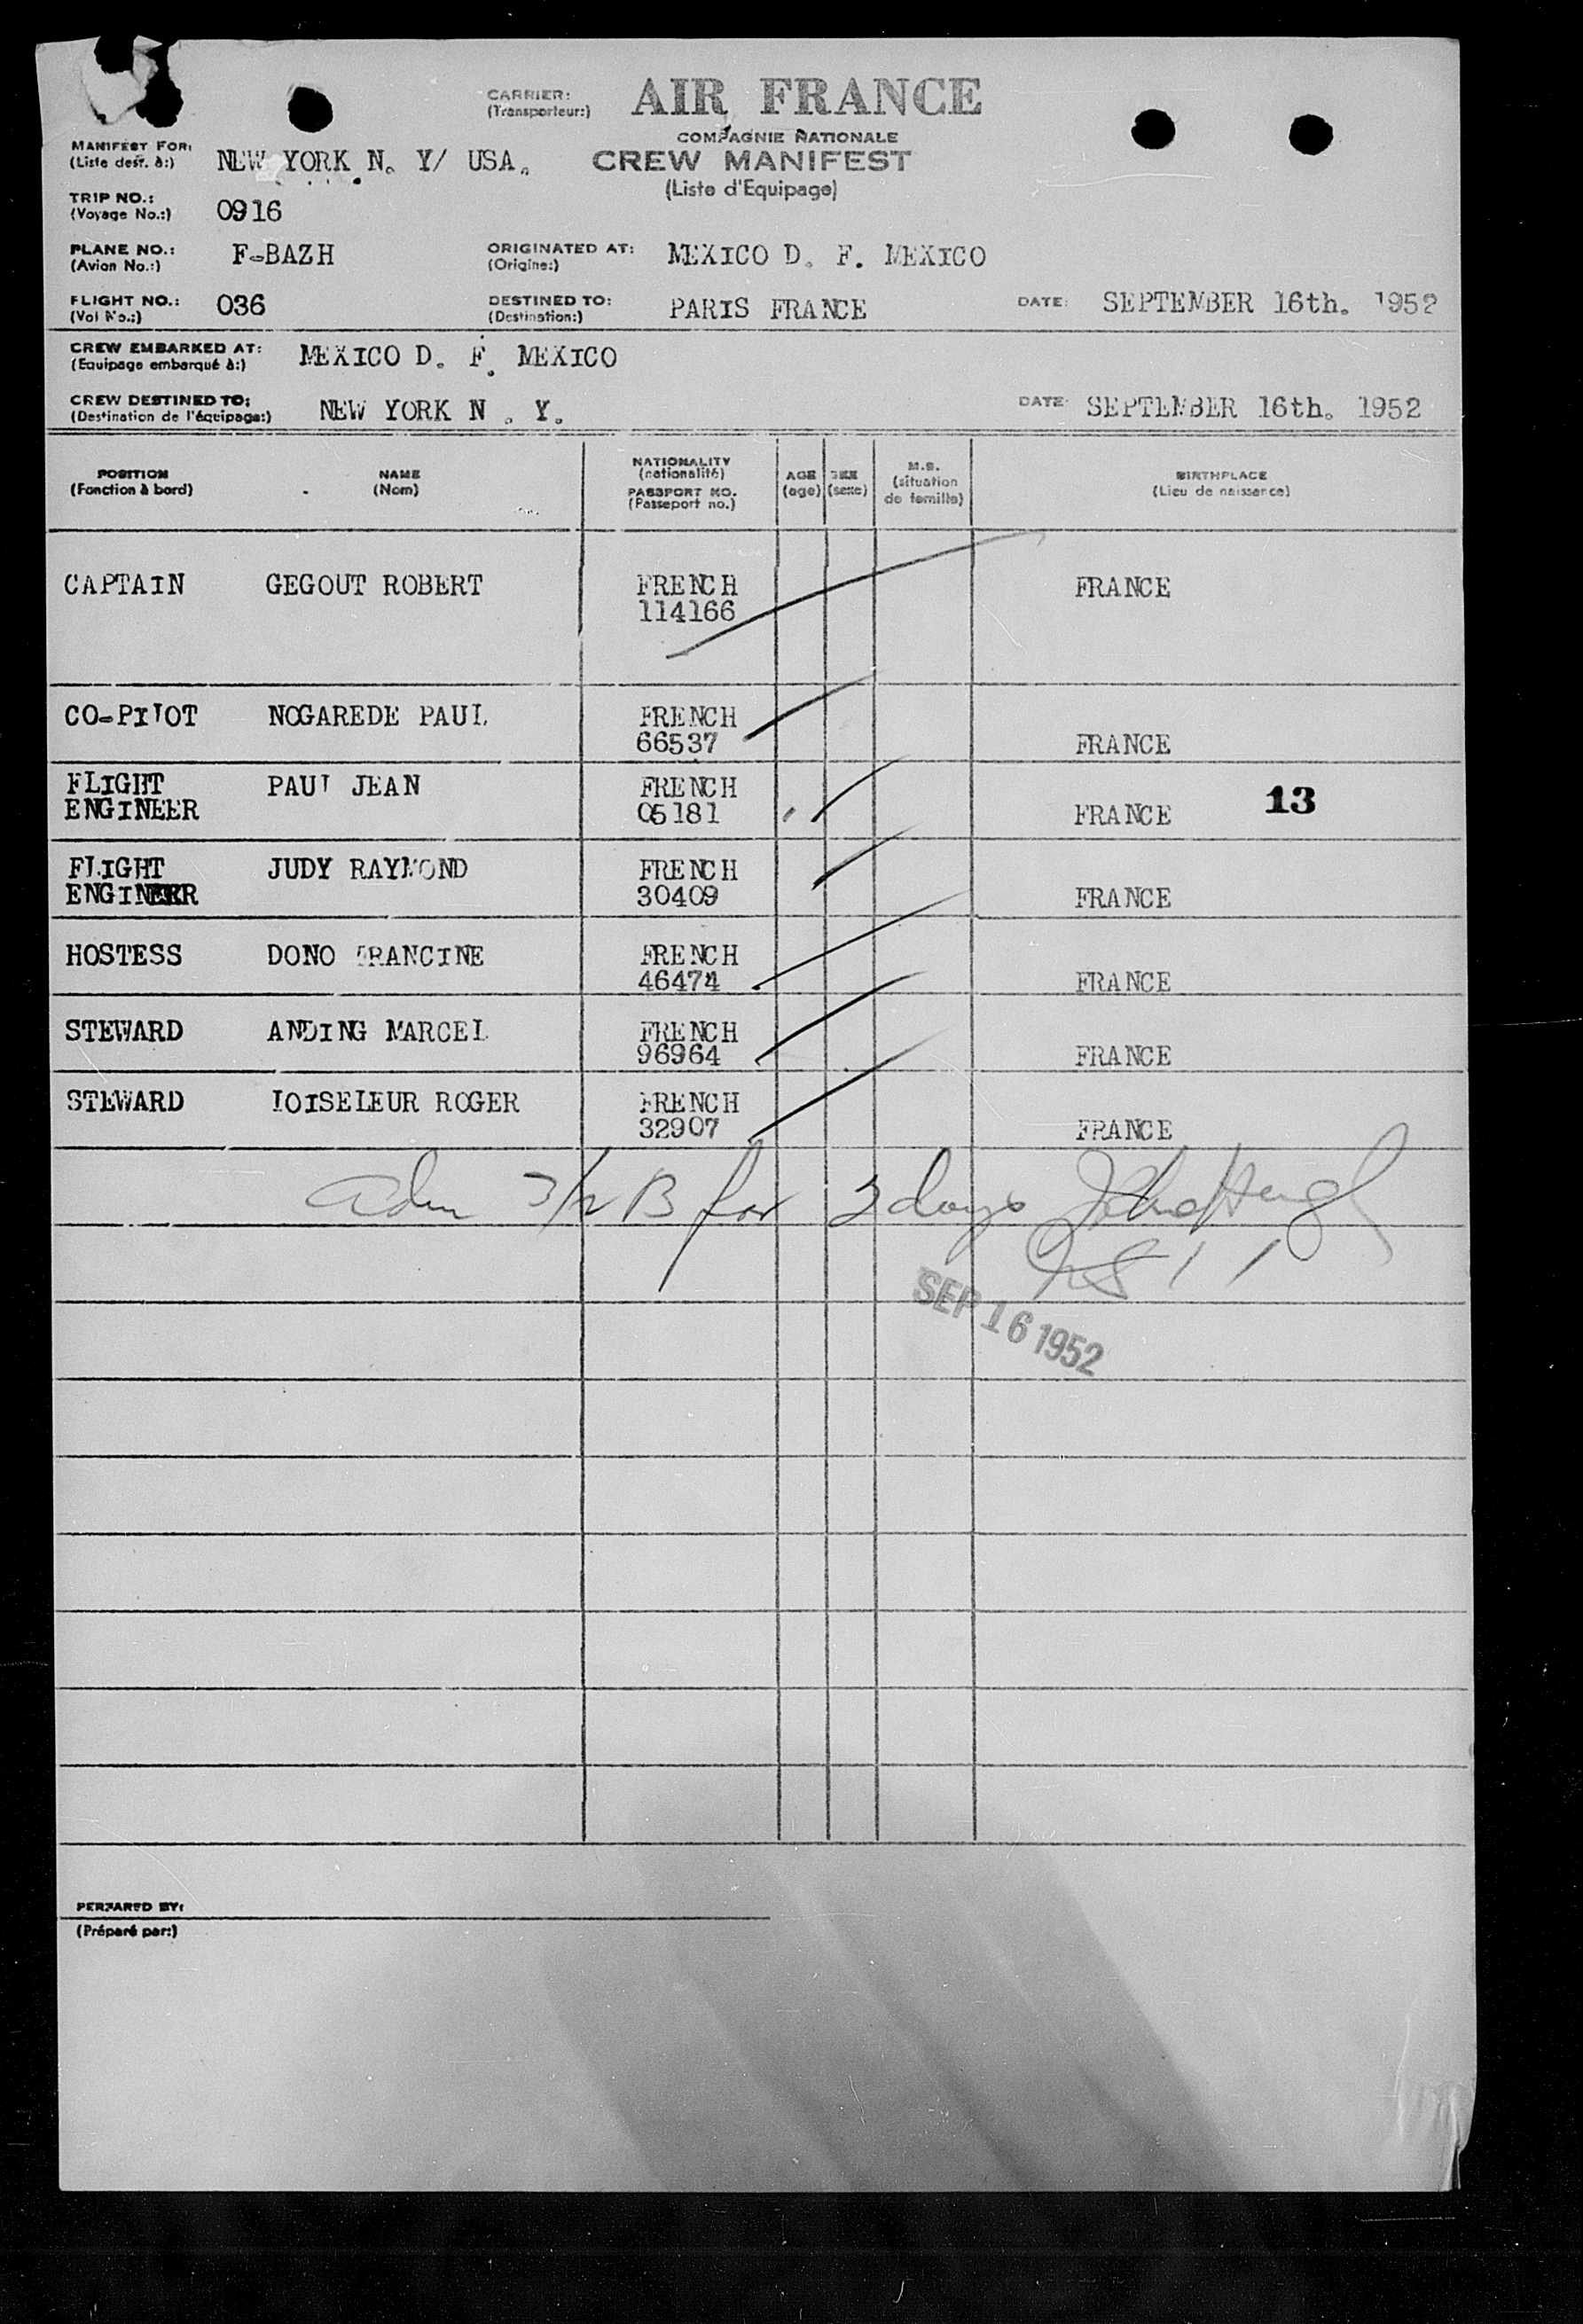 CARRIER: AIR FRANCE
(Transporteur:)
COMPAGNIE NATIONALE
MANIFEST FOR: NEW YORK N. Y/ USA. CREW MANIFEST
(Liste dest. à:)
(Liste d'Equipage)
TRIP NO.: 0916
(Voyage No.:)
PLANE NO.: F-BAZH ORIGINATED AT: MEXICO D. F. MEXICO
(Avion No.:) (Origine:)
FLIGHT NO.: 036 DESTINED TO: PARIS FRANCE DATE: SEPTEMBER 16th. 1952
(Vol No.:) (Destination:)
CREW EMBARKED AT: MEXICO D. F. MEXICO
(Equipage embarqué à:)
CREW DESTINED TO: NEW YORK N . Y. DATE: SEPTEMBER 16th. 1952
(Destination de l'équipage:)
POSITION NAME NATIONALITY AGE SEX M.S. BIRTHPLACE
(Fonction à bord) (Nom) (nationalité) (age) (sexe) (situation de famille) (Lieu de naissance)
PASSPORT NO.
(Passeport no.)
CAPTAIN GEGOUT ROBERT FRENCH FRANCE
114166
CO-PILOT NOGAREDE PAUL FRENCH
66537 FRANCE
FLIGHT PAUL JEAN FRENCH
ENGINEER 05181 FRANCE 13
FLIGHT JUDY RAYMOND FRENCH
ENGINEER 30409 FRANCE
HOSTESS DONO FRANCINE FRENCH
46474 FRANCE
STEWARD ANDING MARCEL FRENCH
96964 FRANCE
STEWARD LOISELEUR ROGER FRENCH
32907 FRANCE
Adm 3/2 B for 3 days
SEP 16 1952
PERPARED BY:
(Préparé par:)